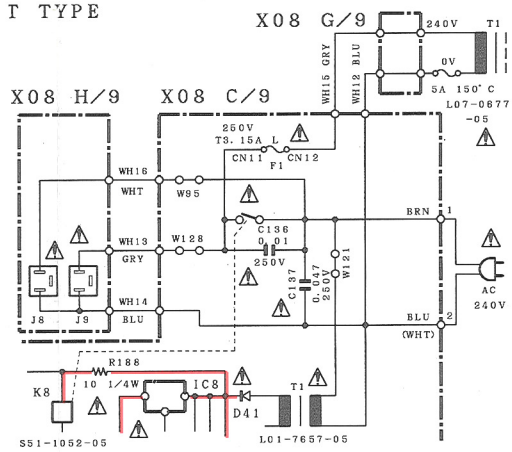 T TYPE
X08 G/9
240V
T1
0V
5A 150°C
L07-0677
-05
X08 H/9
X08 C/9
WH15 GRY
WH12 BLU
250V
T3.15A L
CN11
CN12
F1
WH16
WHT
W95
C136
0.01
250V
BRN
1
WH13
GRY
W128
C137
0.047
250V
W121
AC
240V
J8
J9
WH14
BLU
BLU
(WHT)
2
R188
10 1/4W
K8
IC8
D41
T1
S51-1052-05
L01-7657-05